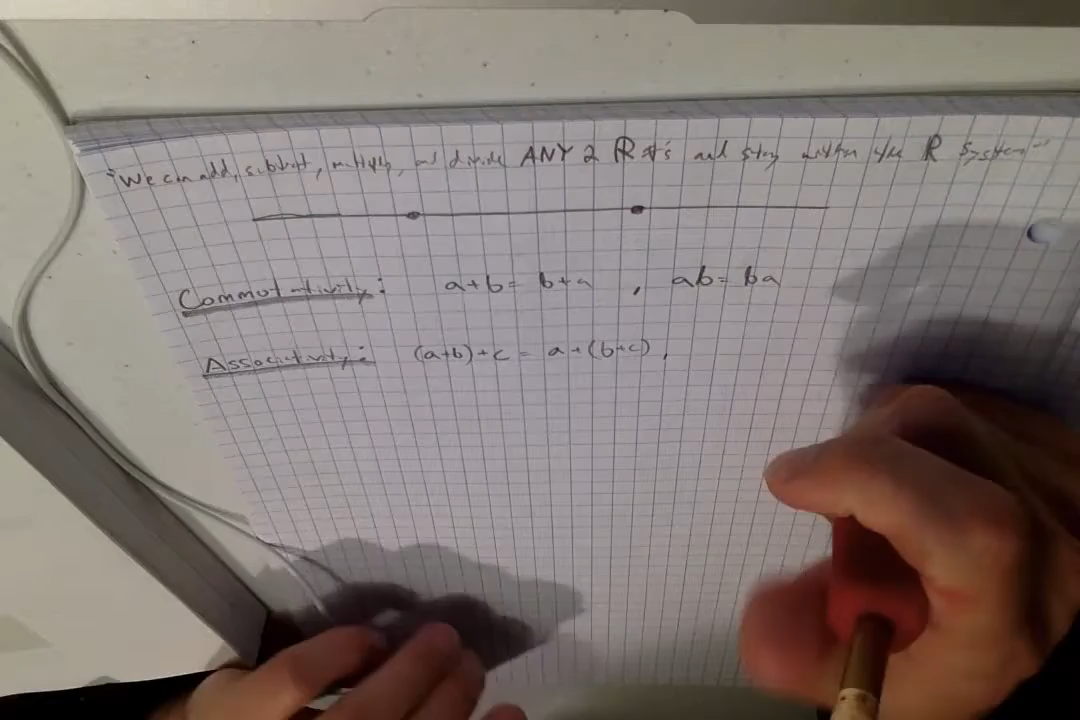 "We can add, subtract, multiply, and divide ANY 2 R #'s and stay within the R System"
Commutativity: a+b = b+a , ab = ba
Associativity: (a+b)+c = a+(b+c),